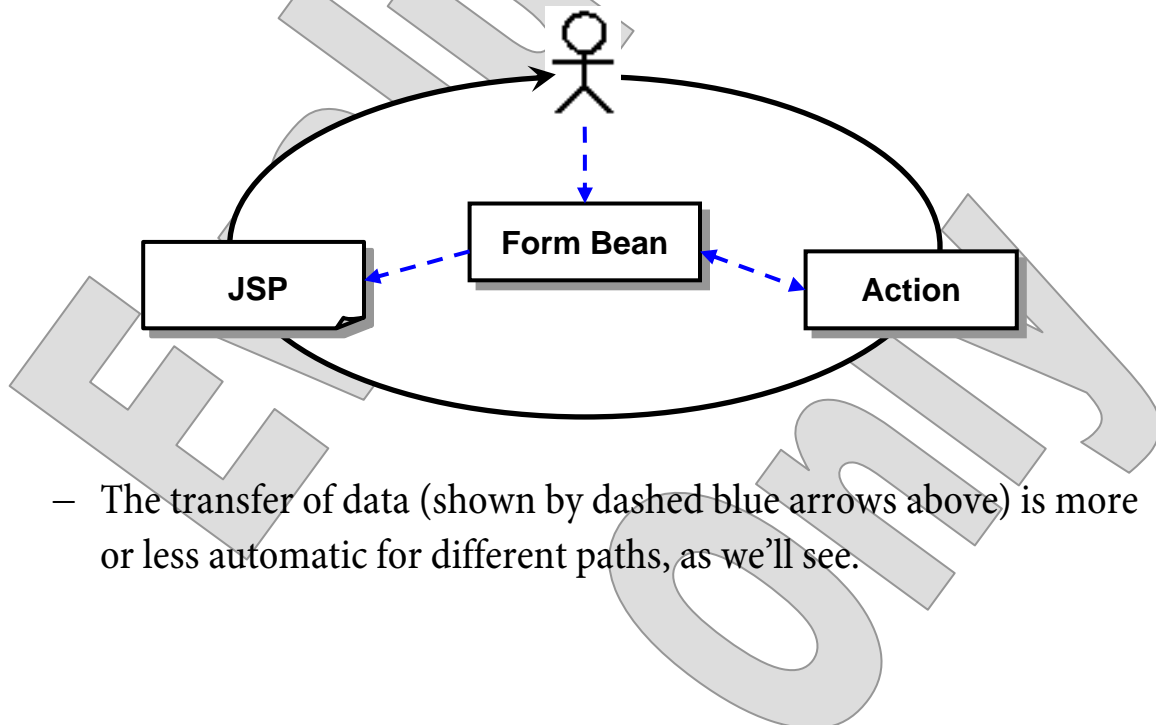 Form Bean
JSP
Action
– The transfer of data (shown by dashed blue arrows above) is more
or less automatic for different paths, as we’ll see.
only